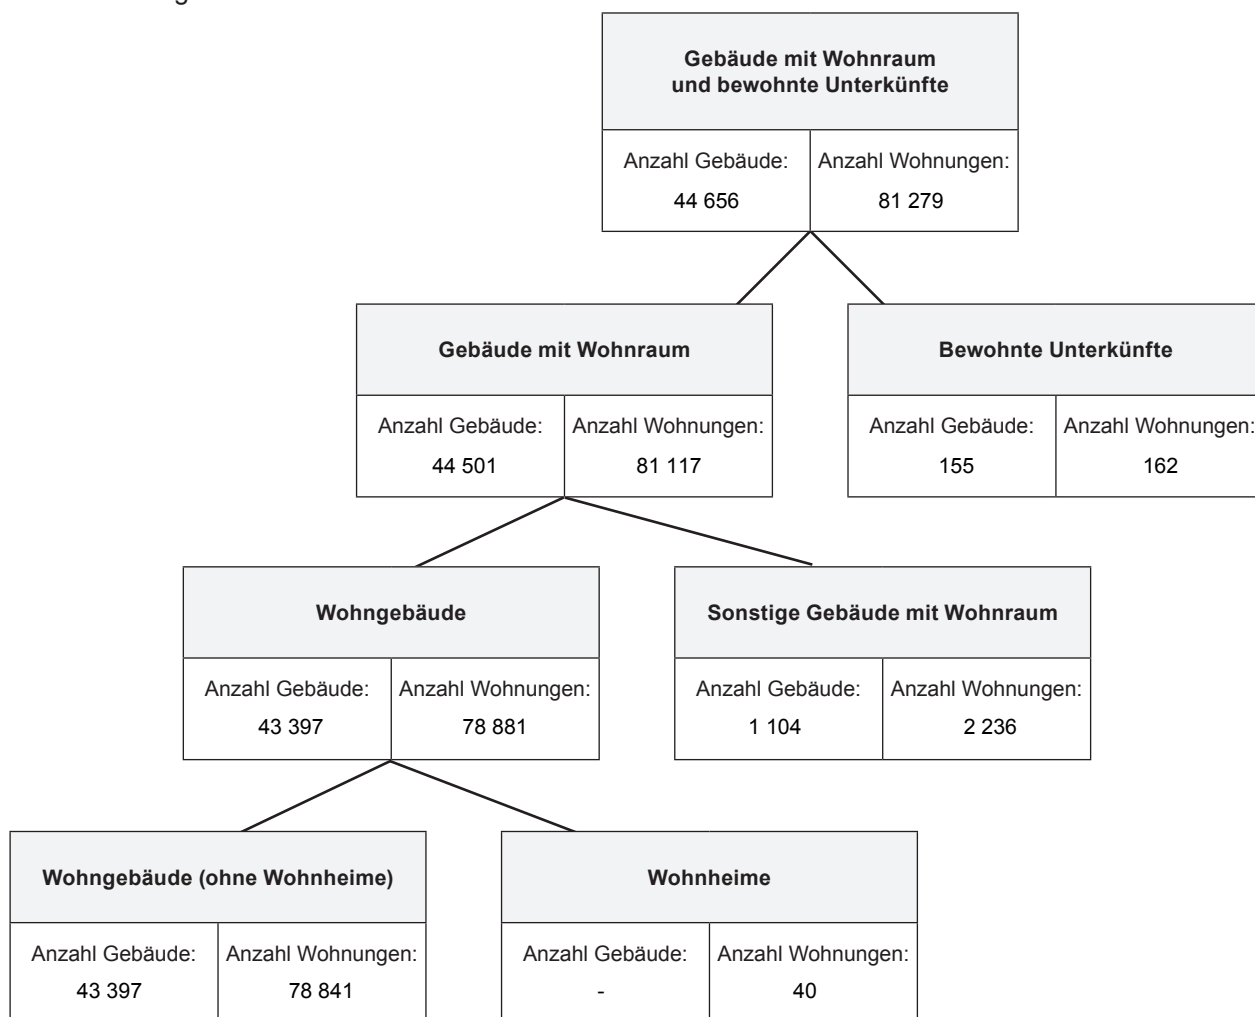 Gebäude mit Wohnraum
und bewohnte Unterkünfte
Anzahl Gebäude: Anzahl Wohnungen:
44 656 81 279
Gebäude mit Wohnraum Bewohnte Unterkünfte
Anzahl Gebäude: Anzahl Wohnungen: Anzahl Gebäude: Anzahl Wohnungen:
44 501 81 117 155 162
Wohngebäude Sonstige Gebäude mit Wohnraum
Anzahl Gebäude: Anzahl Wohnungen: Anzahl Gebäude: Anzahl Wohnungen:
43 397 78 881 1 104 2 236
Wohngebäude (ohne Wohnheime) Wohnheime
Anzahl Gebäude: Anzahl Wohnungen: Anzahl Gebäude: Anzahl Wohnungen:
43 397 78 841 - 40